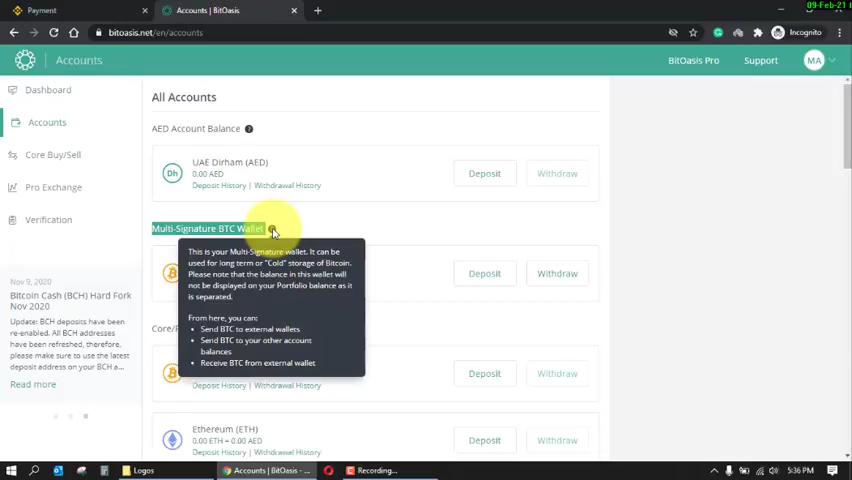 09-Feb-21
Payment
Accounts | BitOasis
bitoasis.net/en/accounts
Incognito
Accounts
BitOasis Pro
Support
MA
Dashboard
Accounts
Core Buy/Sell
Pro Exchange
Verification
Nov 9, 2020
Bitcoin Cash (BCH) Hard Fork
Nov 2020
Update: BCH deposits have been
re-enabled. All BCH addresses
have been refreshed, therefore,
please make sure to use the latest
deposit address on your BCH a...
Read more
All Accounts
AED Account Balance ?
Dh
UAE Dirham (AED)
0.00 AED
Deposit History | Withdrawal History
Deposit
Withdraw
Multi-Signature BTC Wallet
This is your Multi-Signature wallet. It can be
used for long term or "Cold" storage of Bitcoin.
Please note that the balance in this wallet will
not be displayed on your Portfolio balance as it
is separated.
From here, you can:
• Send BTC to external wallets
• Send BTC to your other account
balances
• Receive BTC from external wallet
Deposit
Withdraw
Deposit
Withdraw
Deposit History | Withdrawal History
Ethereum (ETH)
0.00 ETH ≈ 0.00 AED
Deposit
Withdraw
Logos
Accounts | BitOasis - ...
Recording...
5:36 PM